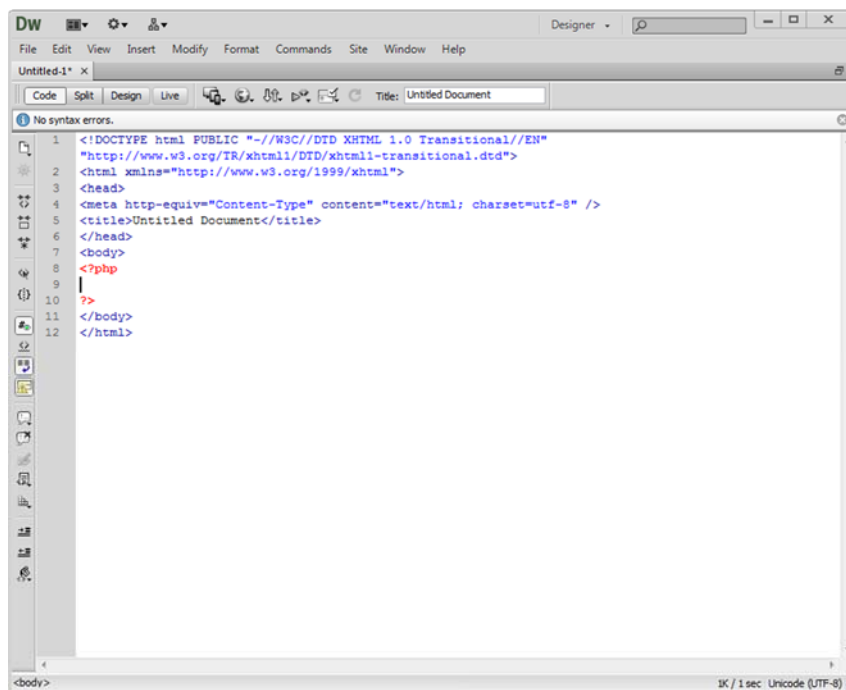 Dw Designer
File Edit View Insert Modify Format Commands Site Window Help
Untitled-1* ×
Code Split Design Live Title: Untitled Document
No syntax errors.
1 <!DOCTYPE html PUBLIC "-//W3C//DTD XHTML 1.0 Transitional//EN"
"http://www.w3.org/TR/xhtml1/DTD/xhtml1-transitional.dtd">
2 <html xmlns="http://www.w3.org/1999/xhtml">
3 <head>
4 <meta http-equiv="Content-Type" content="text/html; charset=utf-8" />
5 <title>Untitled Document</title>
6 </head>
7 <body>
8 <?php
9
10 ?>
11 </body>
12 </html>
<body> 1K / 1 sec Unicode (UTF-8)